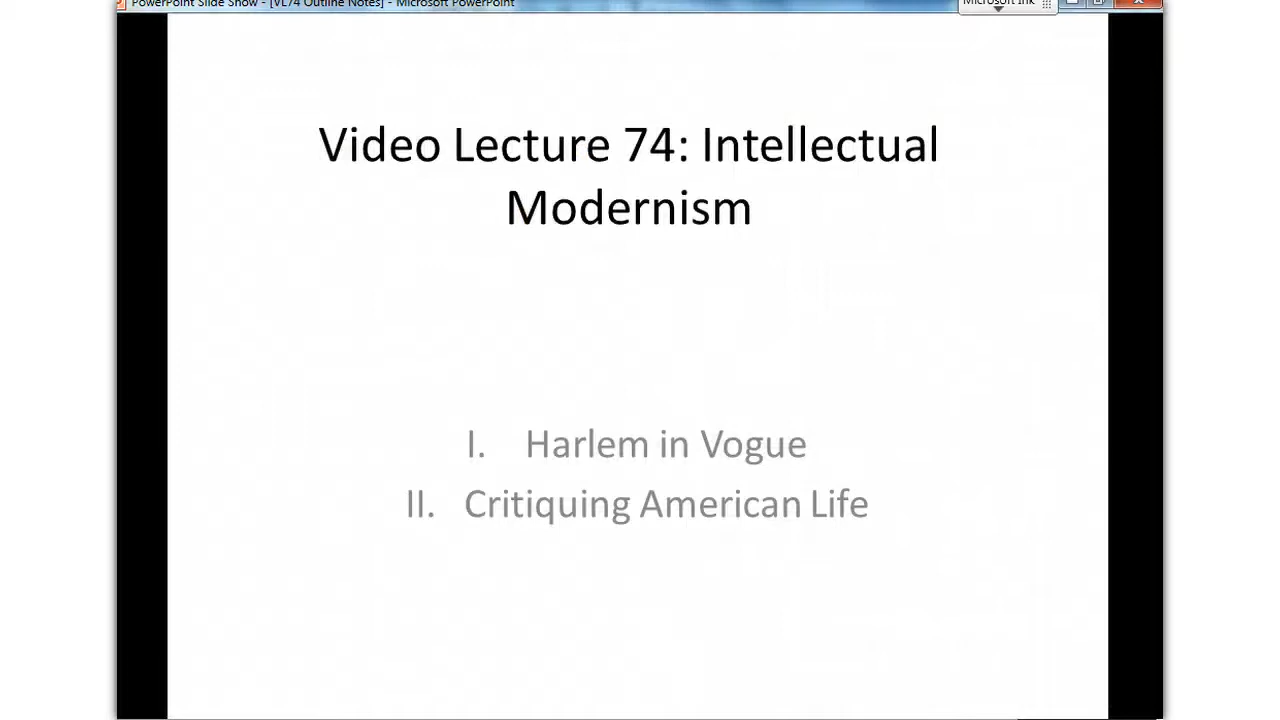 PowerPoint Slide Show - [VL74 Outline Notes] - Microsoft PowerPoint
Microsoft Ink
Video Lecture 74: Intellectual
Modernism
I. Harlem in Vogue
II. Critiquing American Life